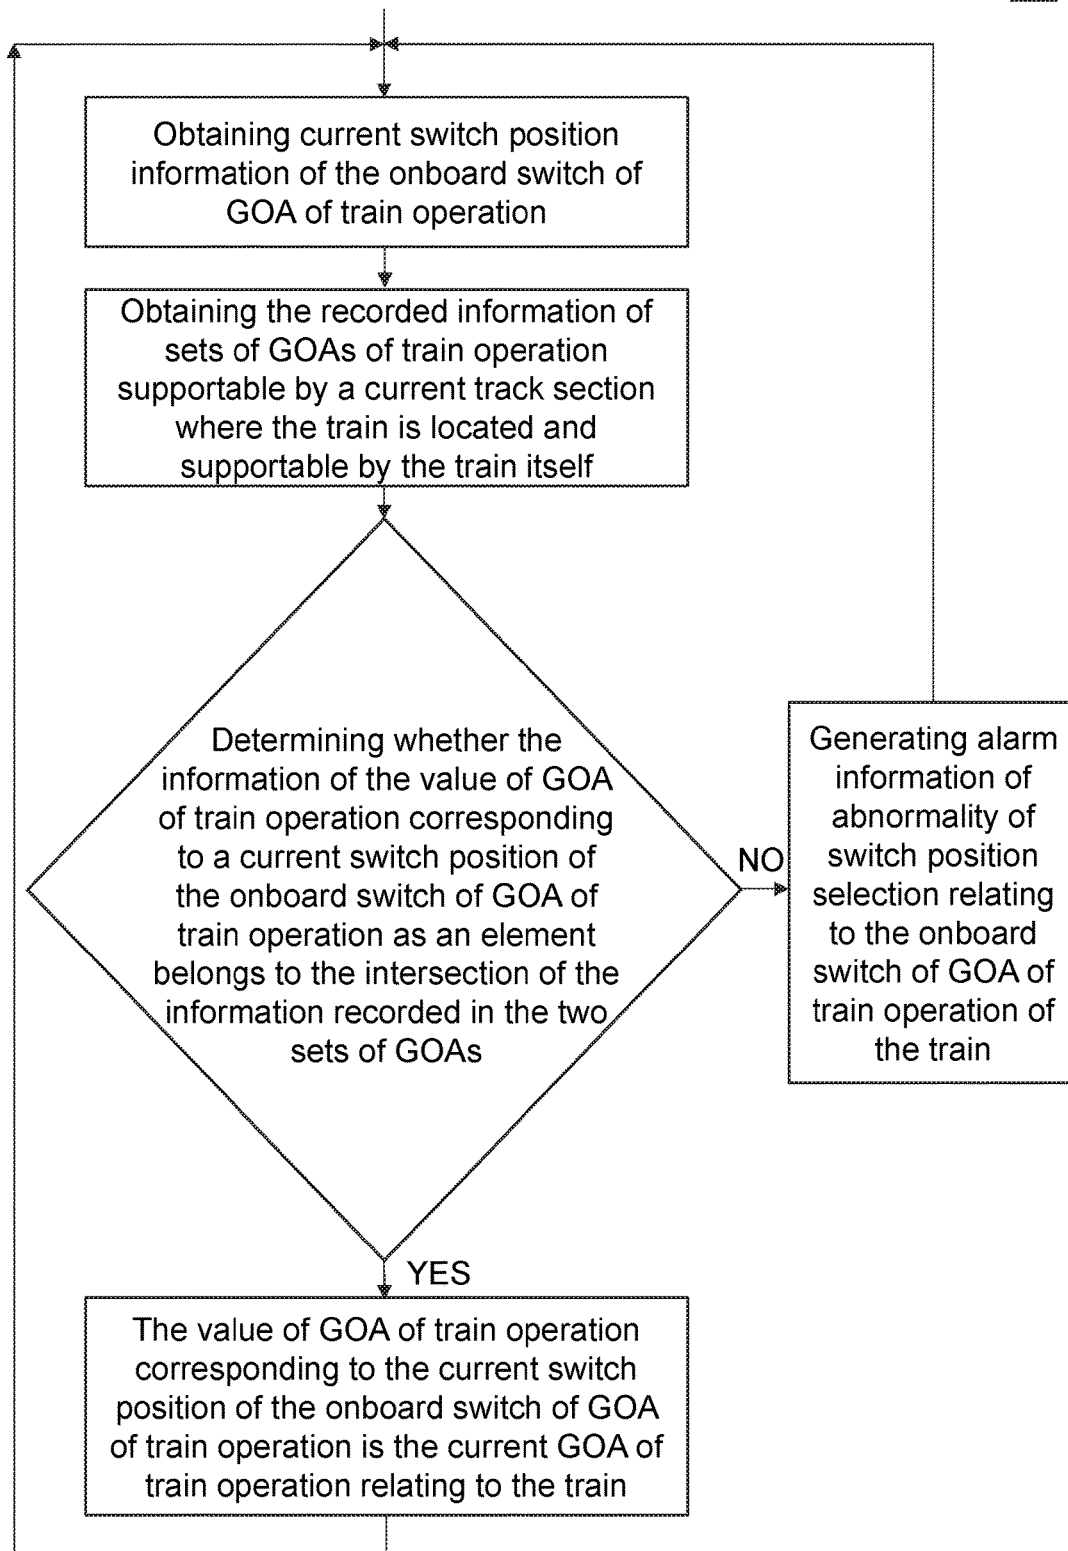 Obtaining current switch position
information of the onboard switch of
GOA of train operation
Obtaining the recorded information of
sets of GOAs of train operation
supportable by a current track section
where the train is located and
supportable by the train itself
Determining whether the
information of the value of GOA
of train operation corresponding
to a current switch position of
the onboard switch of GOA of
train operation as an element
belongs to the intersection of the
information recorded in the two
sets of GOAs
NO
Generating alarm
information of
abnormality of
switch position
selection relating
to the onboard
switch of GOA of
train operation of
the train
YES
The value of GOA of train operation
corresponding to the current switch
position of the onboard switch of GOA
of train operation is the current GOA of
train operation relating to the train